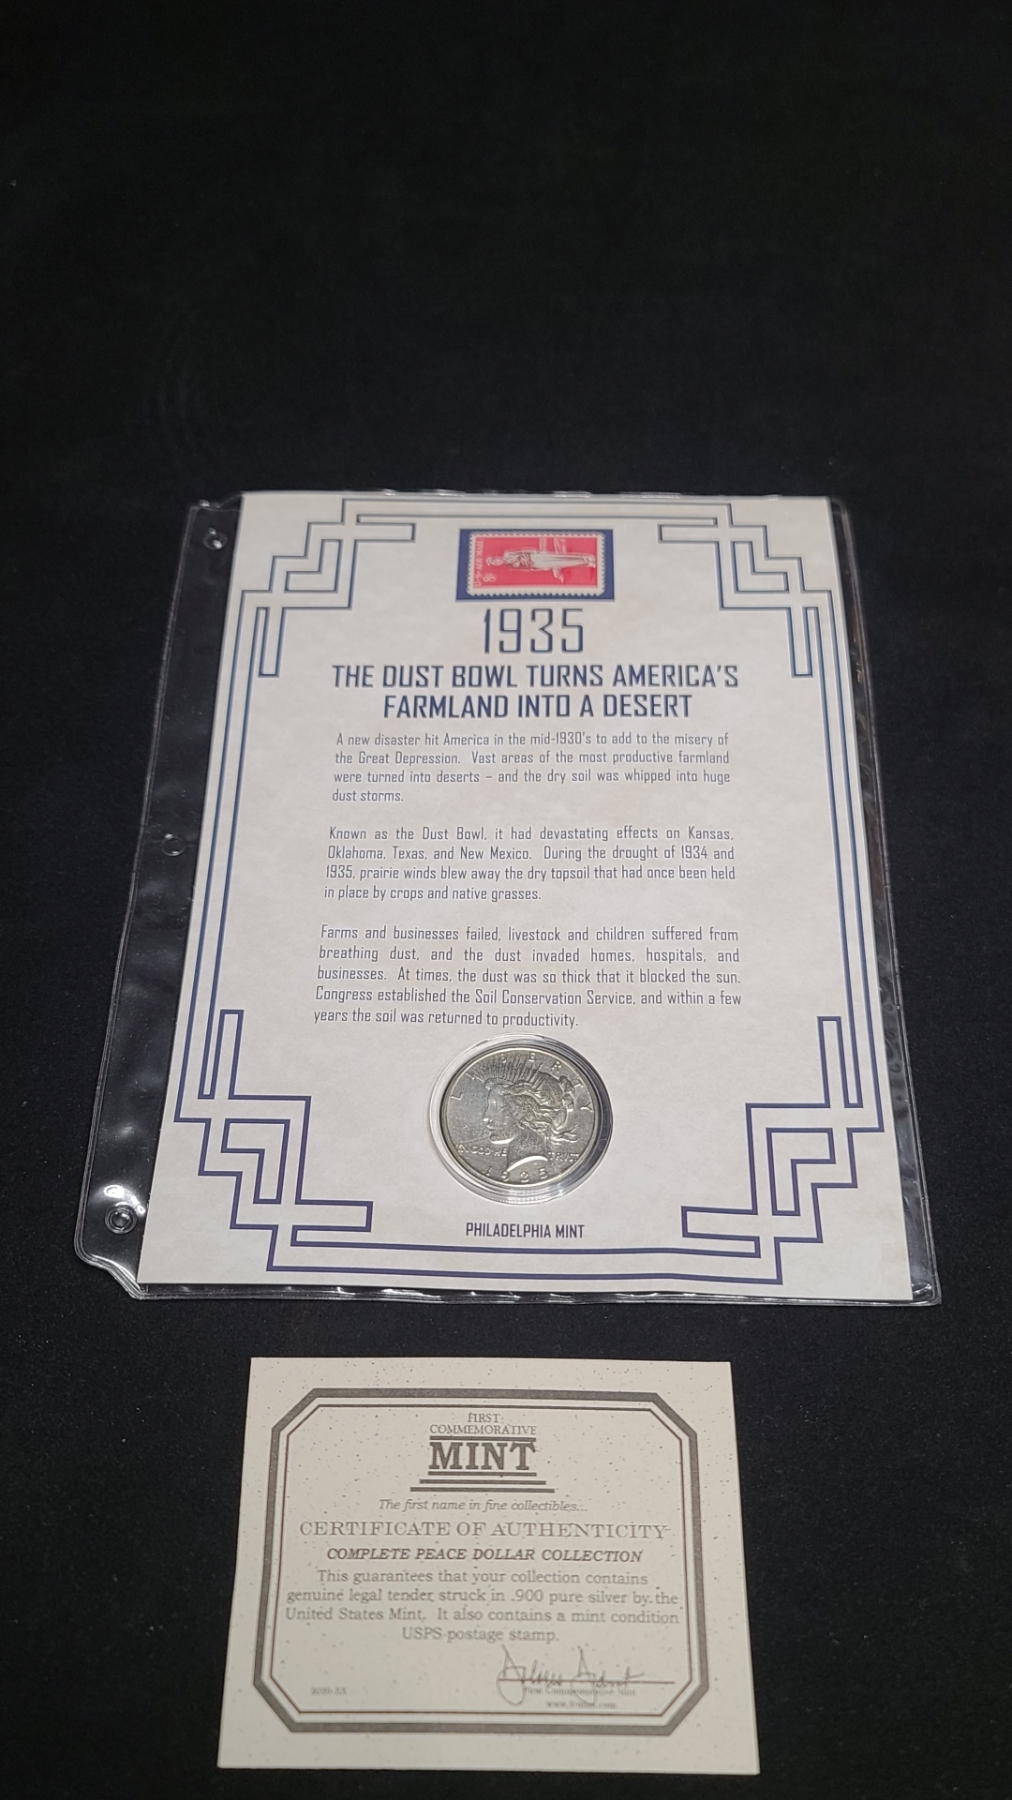 U.S. AIR MAIL 8¢
1935
THE DUST BOWL TURNS AMERICA'S
FARMLAND INTO A DESERT
A new disaster hit America in the mid-1930's to add to the misery of
the Great Depression. Vast areas of the most productive farmland
were turned into deserts – and the dry soil was whipped into huge
dust storms.
Known as the Dust Bowl, it had devastating effects on Kansas,
Oklahoma, Texas, and New Mexico. During the drought of 1934 and
1935, prairie winds blew away the dry topsoil that had once been held
in place by crops and native grasses.
Farms and businesses failed, livestock and children suffered from
breathing dust, and the dust invaded homes, hospitals, and
businesses. At times, the dust was so thick that it blocked the sun.
Congress established the Soil Conservation Service, and within a few
years the soil was returned to productivity.
LIBERTY
IN GOD WE TRUST
1935
PHILADELPHIA MINT
FIRST
COMMEMORATIVE
MINT
The first name in fine collectibles...
CERTIFICATE OF AUTHENTICITY
COMPLETE PEACE DOLLAR COLLECTION
This guarantees that your collection contains
genuine legal tender struck in .900 pure silver by the
United States Mint. It also contains a mint condition
USPS postage stamp.
First Commemorative Mint